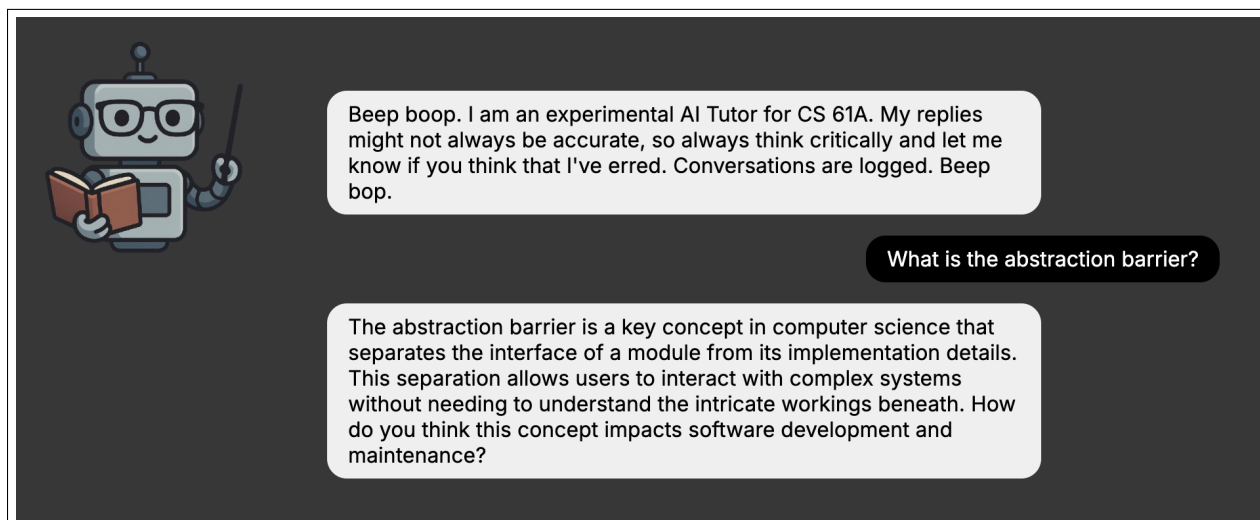 Beep boop. I am an experimental AI Tutor for CS 61A. My replies
might not always be accurate, so always think critically and let me
know if you think that I've erred. Conversations are logged. Beep
bop.
What is the abstraction barrier?
The abstraction barrier is a key concept in computer science that
separates the interface of a module from its implementation details.
This separation allows users to interact with complex systems
without needing to understand the intricate workings beneath. How
do you think this concept impacts software development and
maintenance?